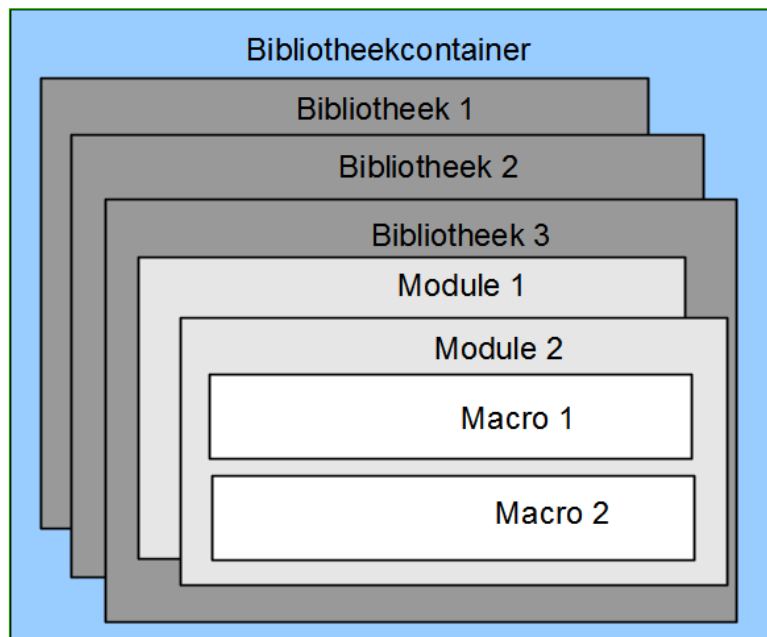 Bibliotheekcontainer
Bibliotheek 1
Bibliotheek 2
Bibliotheek 3
Module 1
Module 2
Macro 1
Macro 2